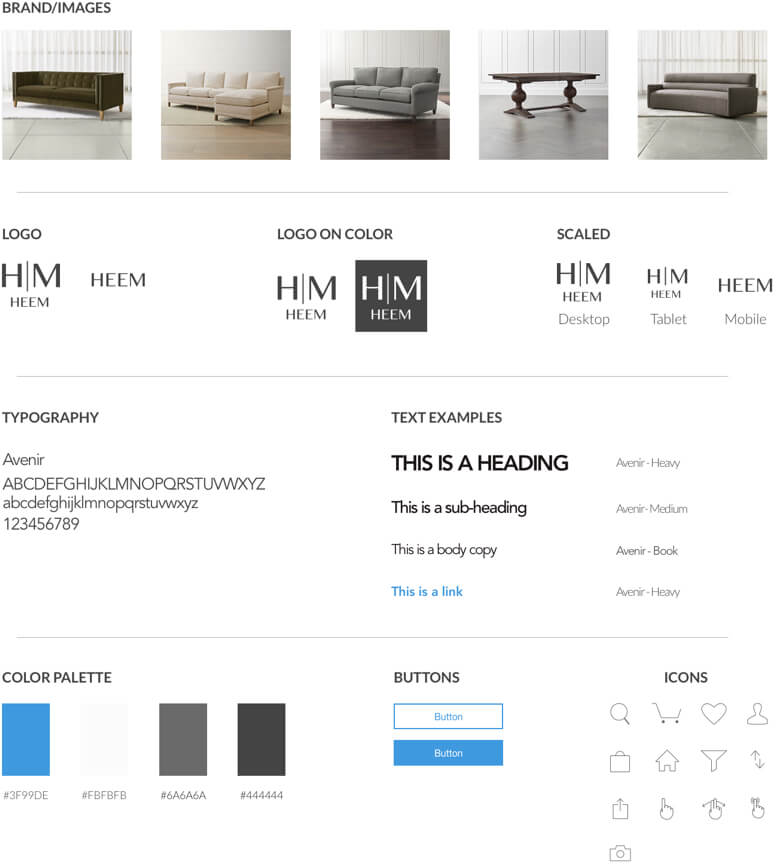 BRAND/IMAGES
LOGO
LOGO ON COLOR
SCALED
H|M
HEEM
HEEM
H|M
HEEM
H|M
HEEM
H|M
HEEM
Desktop
H|M
HEEM
Tablet
HEEM
Mobile
TYPOGRAPHY
Avenir
ABCDEFGHIJKLMNOPQRSTUVWXYZ
abcdefghijklmnopqrstuvwxyz
123456789
TEXT EXAMPLES
THIS IS A HEADING
Avenir - Heavy
This is a sub-heading
Avenir- Medium
This is a body copy
Avenir - Book
This is a link
Avenir - Heavy
COLOR PALETTE
#3F99DE
#FBFBFB
#6A6A6A
#444444
BUTTONS
Button
Button
ICONS